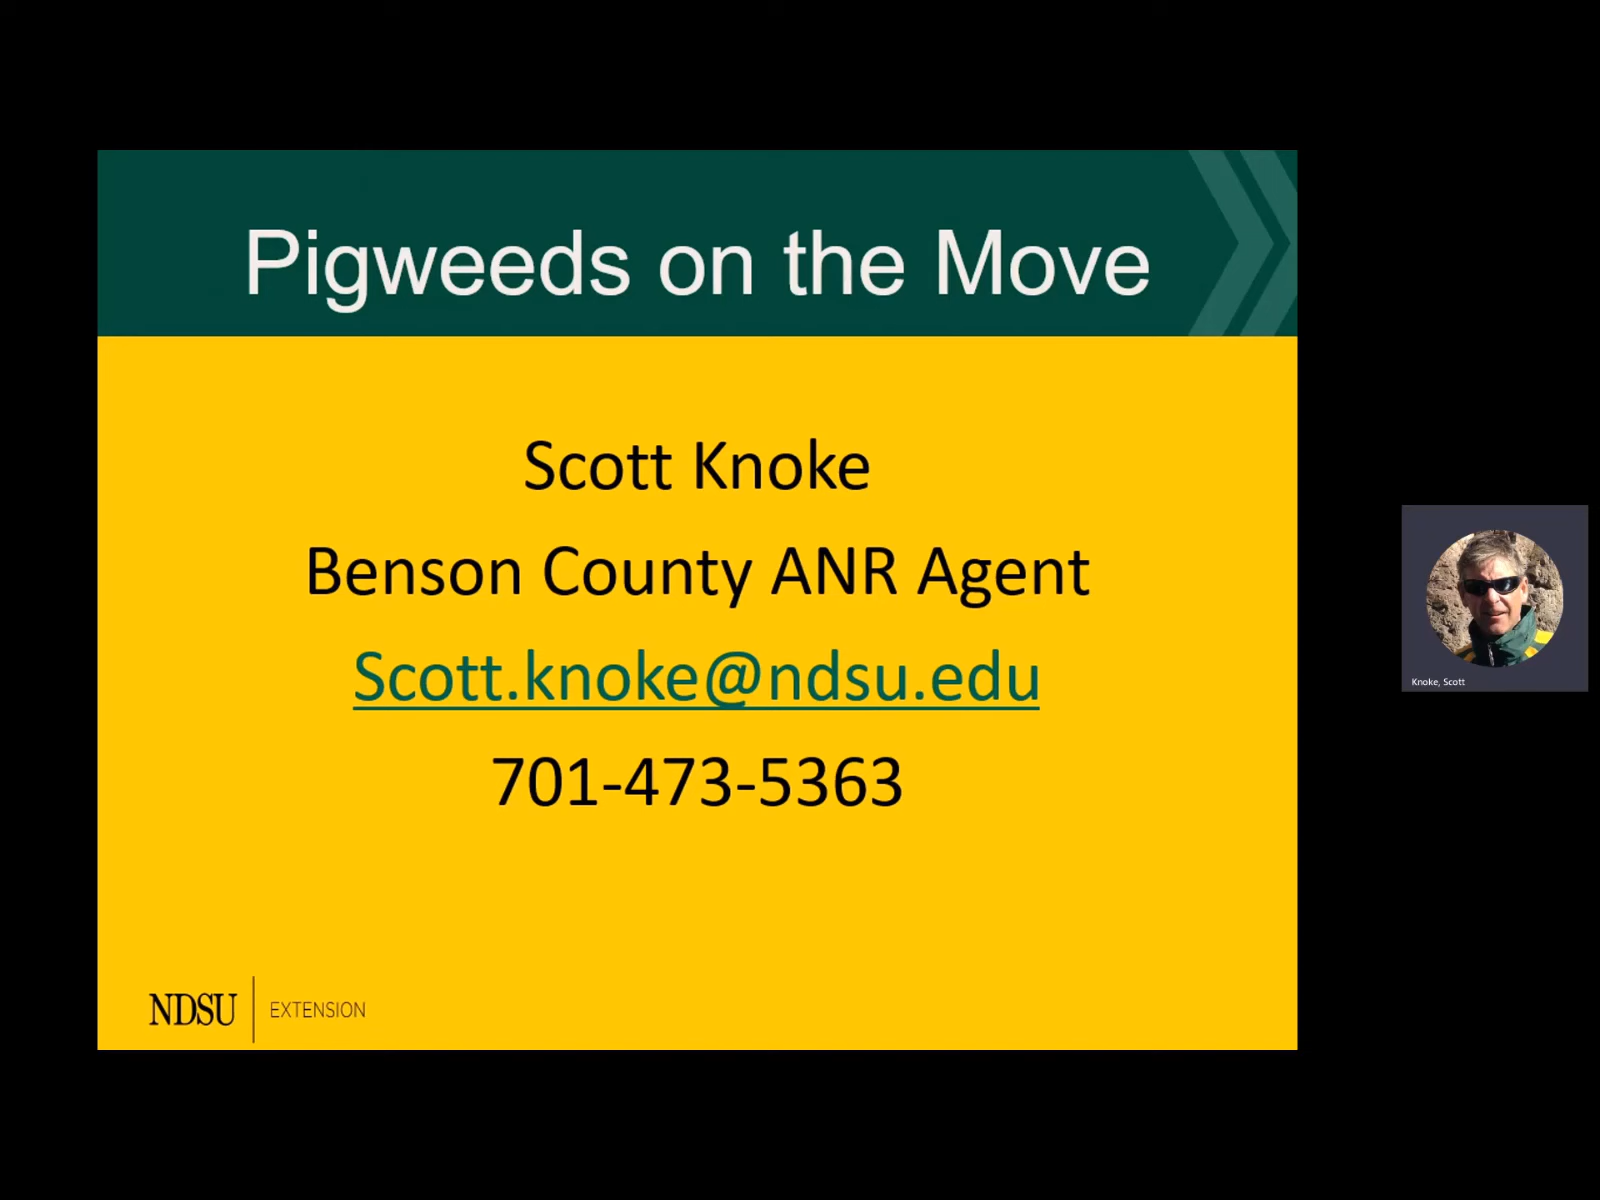 Pigweeds on the Move
Scott Knoke
Benson County ANR Agent
Scott.knoke@ndsu.edu
701-473-5363
NDSU EXTENSION
Knoke, Scott